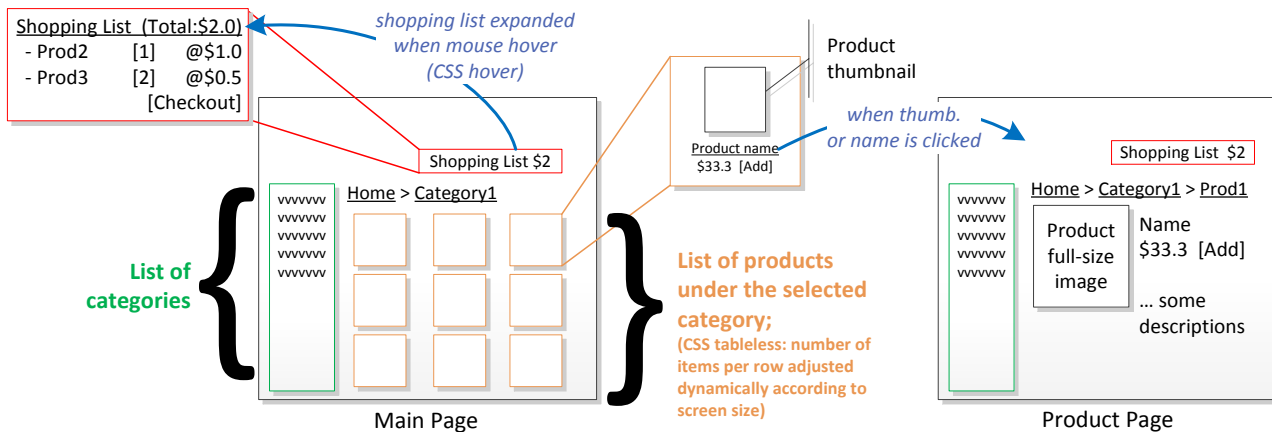 Shopping List (Total:$2.0)
- Prod2 [1] @$1.0
- Prod3 [2] @$0.5
[Checkout]
shopping list expanded
when mouse hover
(CSS hover)
Product
thumbnail
Product name
$33.3 [Add]
when thumb.
or name is clicked
Shopping List $2
Home > Category1
vvvvvvv
vvvvvvv
vvvvvvv
vvvvvvv
vvvvvvv
List of
categories
List of products
under the selected
category;
(CSS tableless: number of
items per row adjusted
dynamically according to
screen size)
Main Page
Shopping List $2
Home > Category1 > Prod1
vvvvvvv
vvvvvvv
vvvvvvv
vvvvvvv
vvvvvvv
Product
full-size
image
Name
$33.3 [Add]
... some
descriptions
Product Page